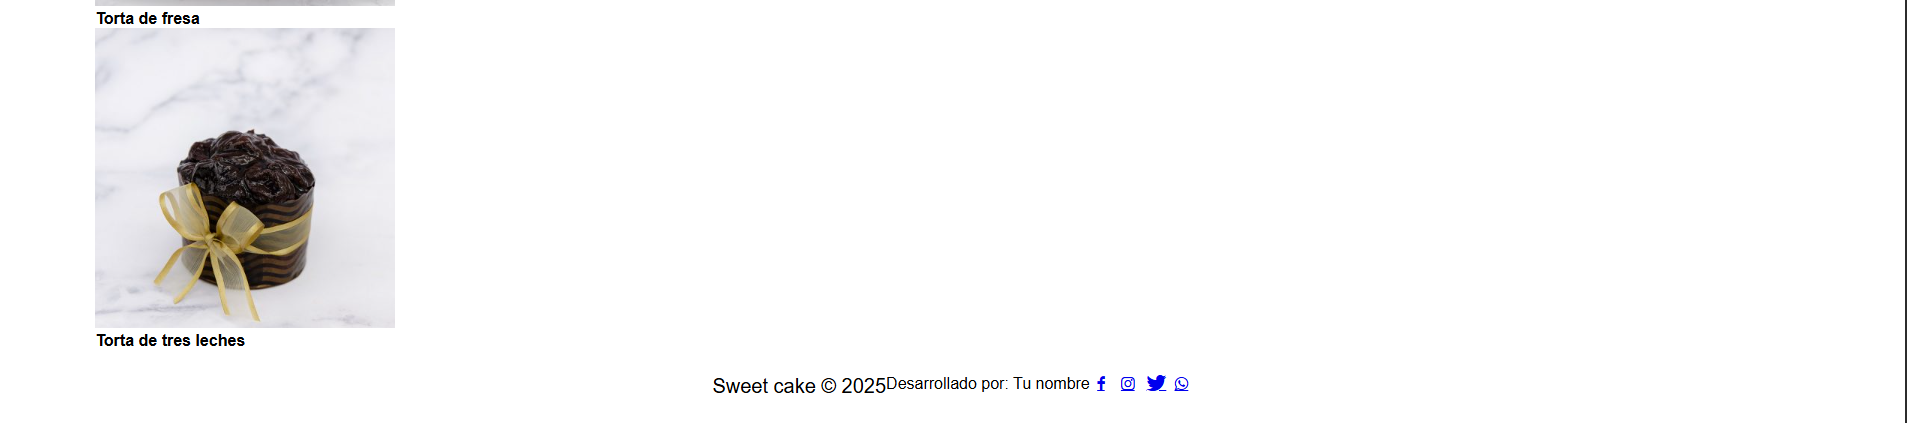 Torta de fresa
Torta de tres leches
Sweet cake © 2025Desarrollado por: Tu nombre